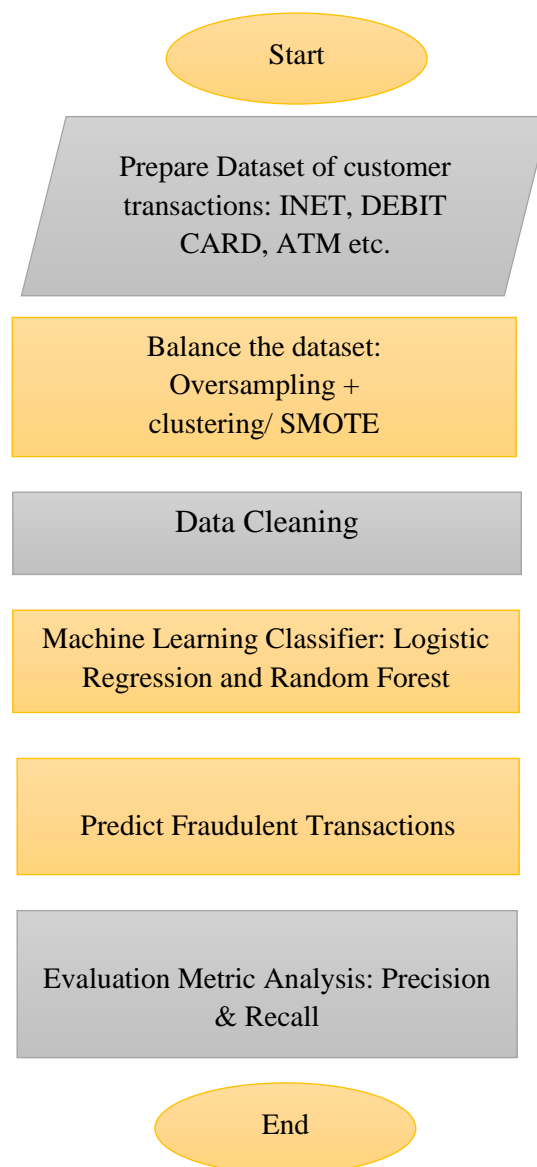 Start
Prepare Dataset of customer
transactions: INET, DEBIT
CARD, ATM etc.
Balance the dataset:
Oversampling +
clustering/ SMOTE
Data Cleaning
Machine Learning Classifier: Logistic
Regression and Random Forest
Predict Fraudulent Transactions
Evaluation Metric Analysis: Precision
& Recall
End